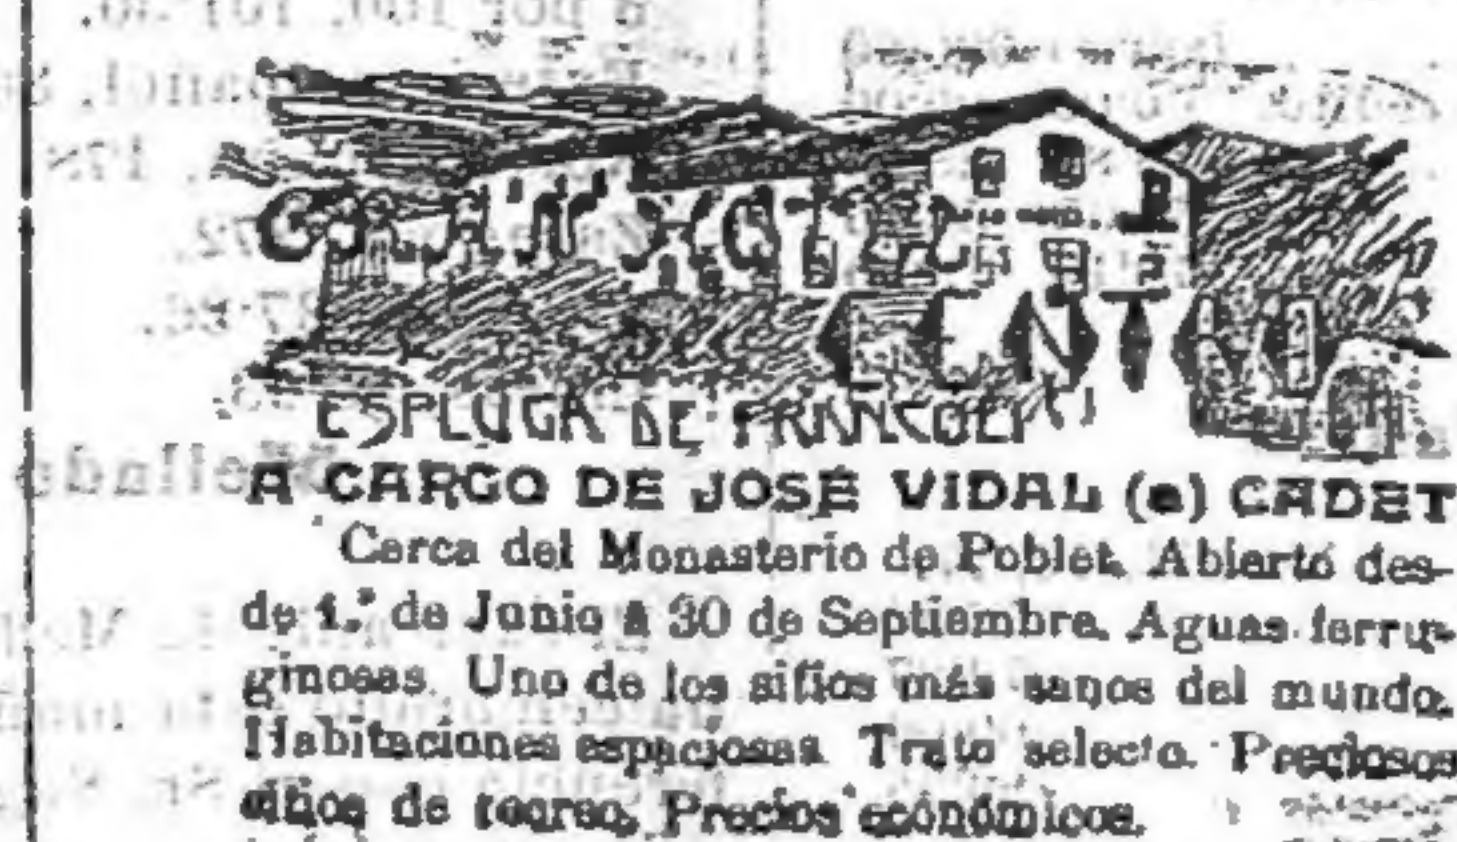 GRAN HOTEL
CENTRO
ESPLUGA DE FRANCOLI
A CARGO DE JOSÉ VIDAL (a) CADET
Cerca del Monasterio de Poblet. Abierto des-
de 1.º de Junio á 30 de Septiembre. Aguas ferru-
ginosas. Uno de los sitios más sanos del mundo.
Habitaciones espaciosas. Trato selecto. Preciosos
sitios de recreo. Precios económicos.